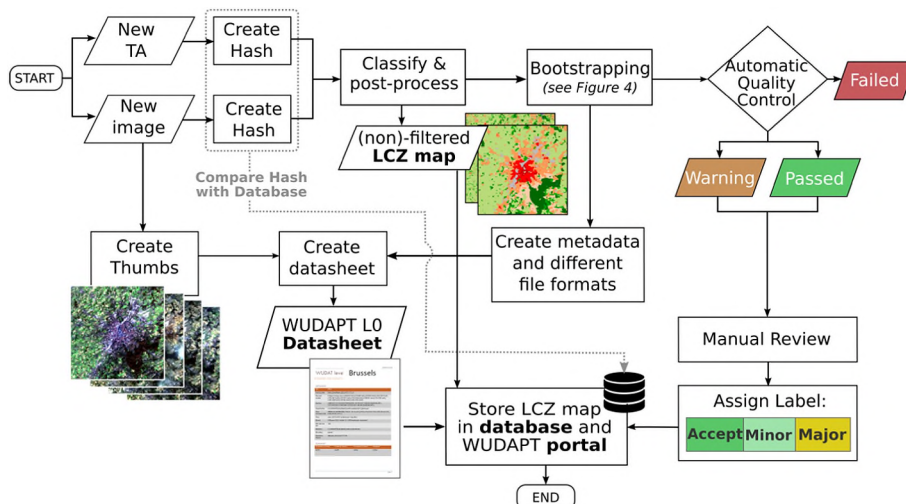 START
New
TA
Create
Hash
New
image
Create
Hash
Compare Hash
with Database
Classify &
post-process
(non)-filtered
LCZ map
Bootstrapping
(see Figure 4)
Automatic
Quality
Control
Failed
Warning
Passed
Create
Thumbs
Create
datasheet
Create metadata
and different
file formats
WUDAPT L0
Datasheet
Brussels
Manual Review
Assign Label:
Accept Minor Major
Store LCZ map
in database and
WUDAPT portal
END